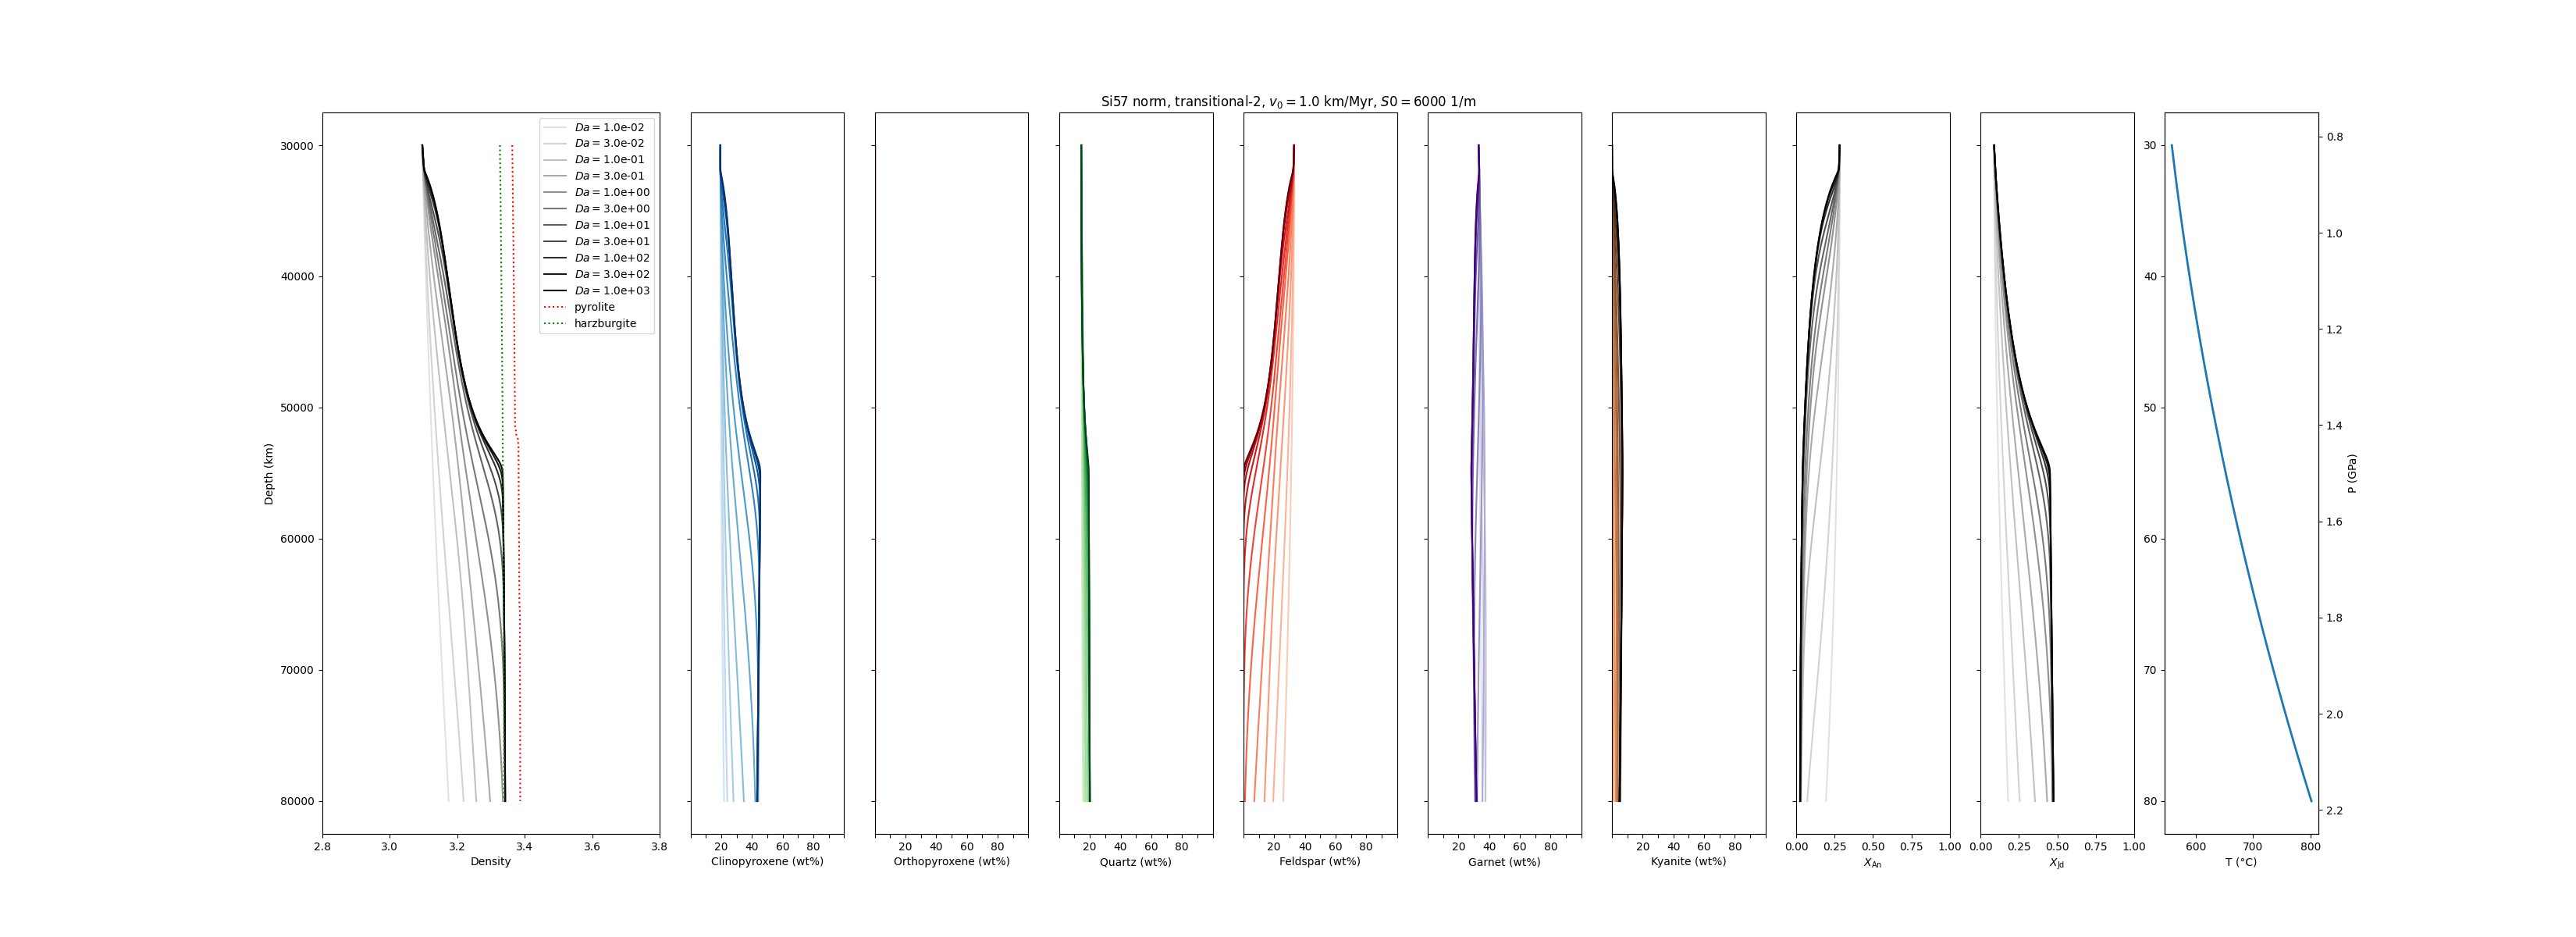 Si57 norm, transitional-2, v₀ = 1.0 km/Myr, S0 = 6000 1/m
Da = 1.0e-02
Da = 3.0e-02
Da = 1.0e-01
Da = 3.0e-01
Da = 1.0e+00
Da = 3.0e+00
Da = 1.0e+01
Da = 3.0e+01
Da = 1.0e+02
Da = 3.0e+02
Da = 1.0e+03
pyrolite
harzburgite
Depth (km)
30000
40000
50000
60000
70000
80000
2.8 3.0 3.2 3.4 3.6 3.8
Density
20 40 60 80
Clinopyroxene (wt%)
20 40 60 80
Orthopyroxene (wt%)
20 40 60 80
Quartz (wt%)
20 40 60 80
Feldspar (wt%)
20 40 60 80
Garnet (wt%)
20 40 60 80
Kyanite (wt%)
0.00 0.25 0.50 0.75 1.00
X_An
0.00 0.25 0.50 0.75 1.00
X_Jd
30
40
50
60
70
80
600 700 800
T (°C)
0.8
1.0
1.2
1.4
1.6
1.8
2.0
2.2
P (GPa)